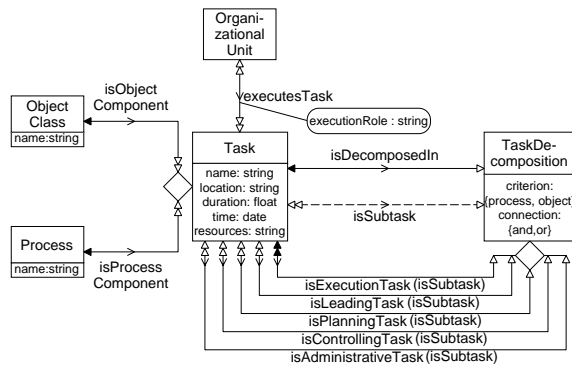 Organi-
zational
Unit
executesTask
executionRole : string
isObject
Component
Object
Class
name:string
Process
name:string
isProcess
Component
Task
name: string
location: string
duration: float
time: date
resources: string
isDecomposedIn
isSubtask
TaskDe-
composition
criterion:
{process, object}
connection:
{and,or}
isExecutionTask (isSubtask)
isLeadingTask (isSubtask)
isPlanningTask (isSubtask)
isControllingTask (isSubtask)
isAdministrativeTask (isSubtask)